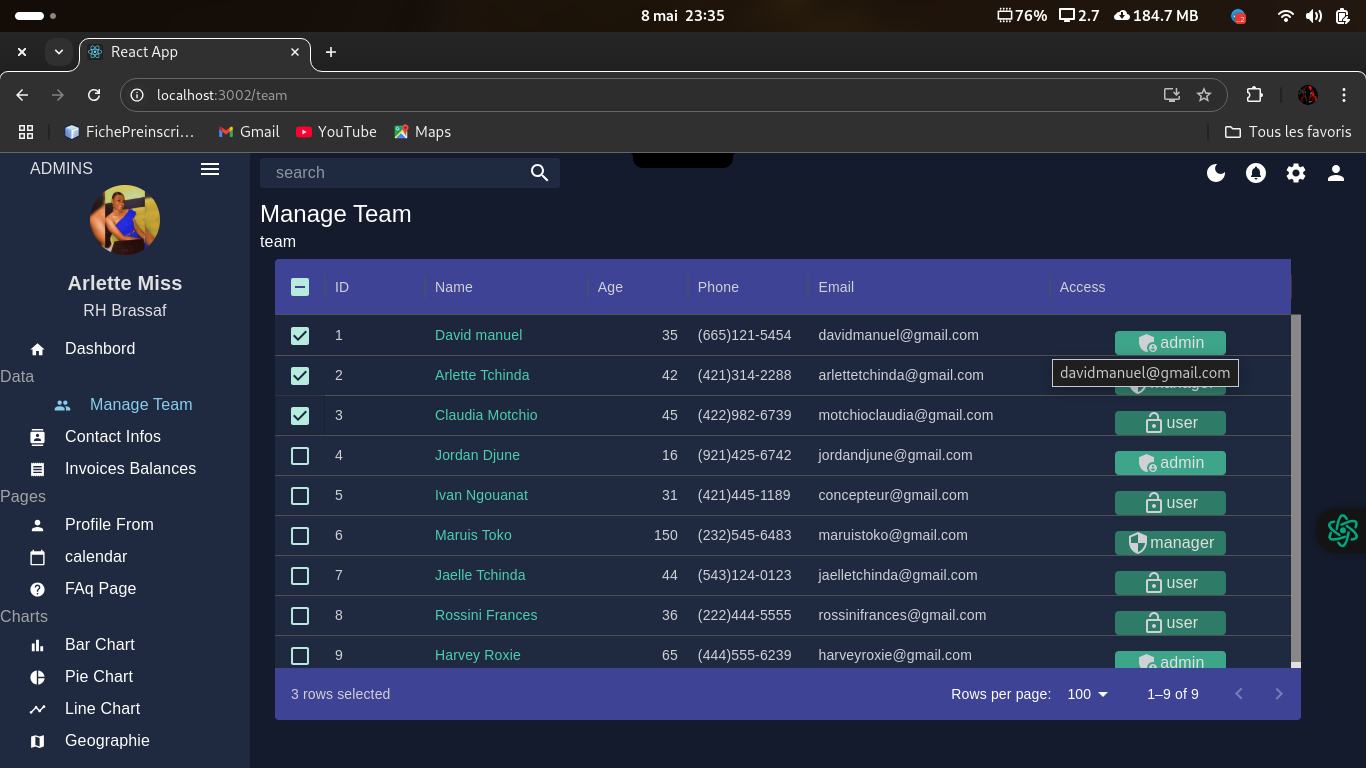 8 mai 23:35
76% 2.7 184.7 MB
React App
localhost:3002/team
FichePreinscri… Gmail YouTube Maps Tous les favoris
ADMINS
Arlette Miss
RH Brassaf
Dashbord
Data
Manage Team
Contact Infos
Invoices Balances
Pages
Profile From
calendar
FAq Page
Charts
Bar Chart
Pie Chart
Line Chart
Geographie
search
Manage Team
team
ID Name Age Phone Email Access
1 David manuel 35 (665)121-5454 davidmanuel@gmail.com admin
davidmanuel@gmail.com
2 Arlette Tchinda 42 (421)314-2288 arlettetchinda@gmail.com manager
3 Claudia Motchio 45 (422)982-6739 motchioclaudia@gmail.com user
4 Jordan Djune 16 (921)425-6742 jordandjune@gmail.com admin
5 Ivan Ngouanat 31 (421)445-1189 concepteur@gmail.com user
6 Maruis Toko 150 (232)545-6483 maruistoko@gmail.com manager
7 Jaelle Tchinda 44 (543)124-0123 jaelletchinda@gmail.com user
8 Rossini Frances 36 (222)444-5555 rossinifrances@gmail.com user
9 Harvey Roxie 65 (444)555-6239 harveyroxie@gmail.com admin
3 rows selected Rows per page: 100 1–9 of 9